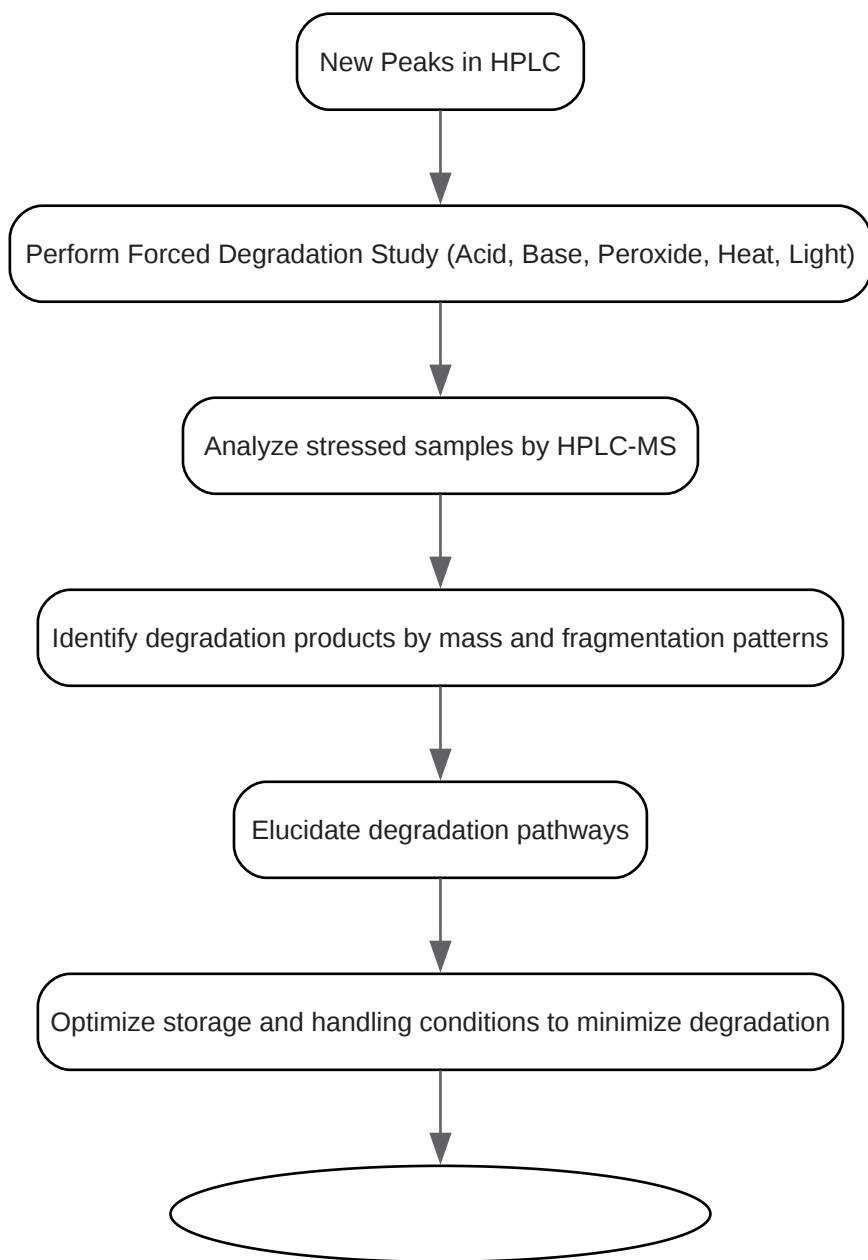 New Peaks in HPLC
Perform Forced Degradation Study (Acid, Base, Peroxide, Heat, Light)
Analyze stressed samples by HPLC-MS
Identify degradation products by mass and fragmentation patterns
Elucidate degradation pathways
Optimize storage and handling conditions to minimize degradation